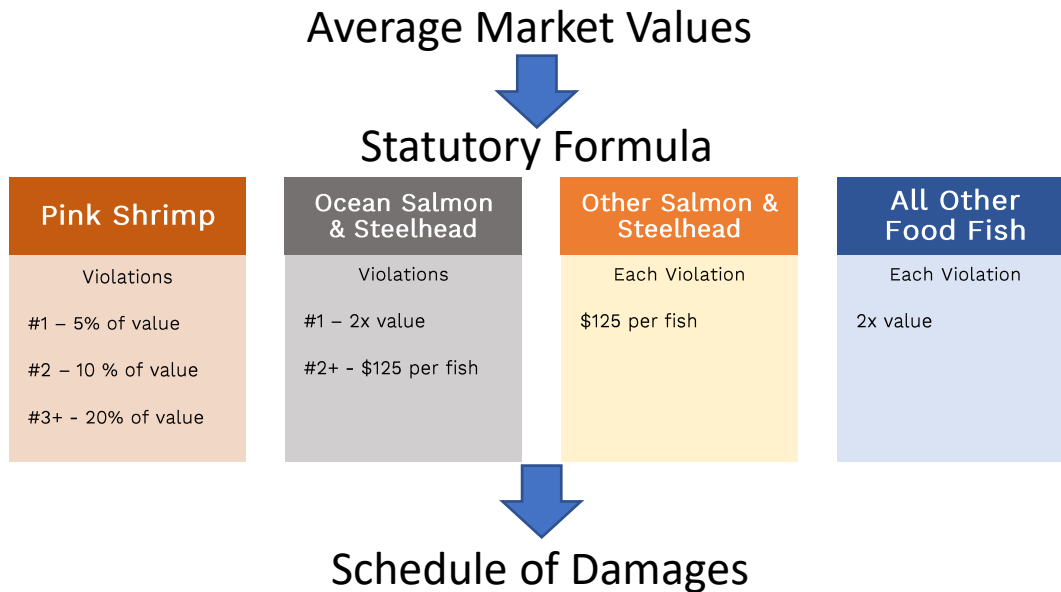 Average Market Values
Statutory Formula
Pink Shrimp
Violations
#1 – 5% of value
#2 – 10 % of value
#3+ - 20% of value
Ocean Salmon
& Steelhead
Violations
#1 – 2x value
#2+ - $125 per fish
Other Salmon &
Steelhead
Each Violation
$125 per fish
All Other
Food Fish
Each Violation
2x value
Schedule of Damages